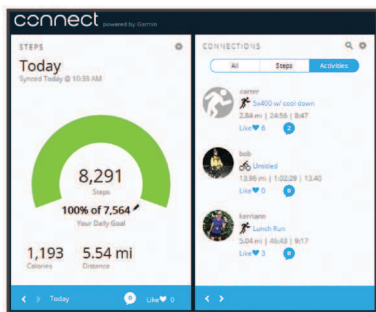 connect powered by Garmin
STEPS
Today
Synced Today @ 10:35 AM
8,291
Steps
100% of 7,564
Your Daily Goal
1,193 5.54 mi
Calories Distance
Today 0 Like 0
CONNECTIONS
All Steps Activities
carter
5x400 w/ cool down
2.84 mi | 24:56 | 8:47
Like 6 2
bob
Untitled
13.96 mi | 1:02:29 | 13.40
Like 0 0
kerriann
Lunch Run
5.04 mi | 46:43 | 9:17
Like 3 0